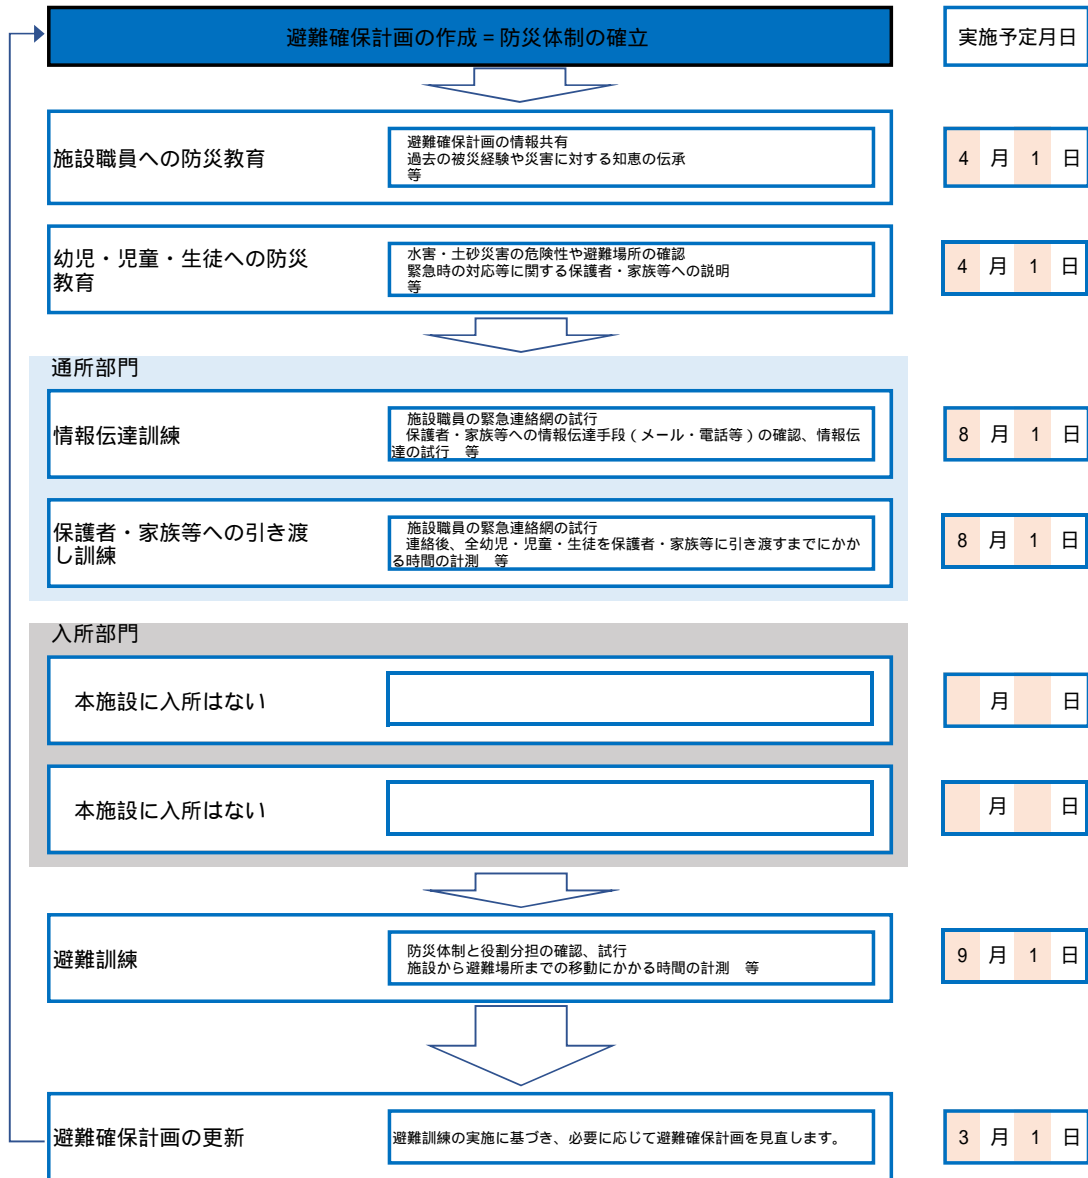 避難確保計画の作成 = 防災体制の確立
実施予定月日
施設職員への防災教育
避難確保計画の情報共有
過去の被災経験や災害に対する知恵の伝承
等
4 月 1 日
幼児・児童・生徒への防災
教育
水害・土砂災害の危険性や避難場所の確認
緊急時の対応等に関する保護者・家族等への説明
等
4 月 1 日
通所部門
情報伝達訓練
施設職員の緊急連絡網の試行
保護者・家族等への情報伝達手段(メール・電話等)の確認、情報伝
達の試行 等
8 月 1 日
保護者・家族等への引き渡
し訓練
施設職員の緊急連絡網の試行
連絡後、全幼児・児童・生徒を保護者・家族等に引き渡すまでにかか
る時間の計測 等
8 月 1 日
入所部門
本施設に入所はない
月 日
本施設に入所はない
月 日
避難訓練
防災体制と役割分担の確認、試行
施設から避難場所までの移動にかかる時間の計測 等
9 月 1 日
避難確保計画の更新
避難訓練の実施に基づき、必要に応じて避難確保計画を見直します。
3 月 1 日